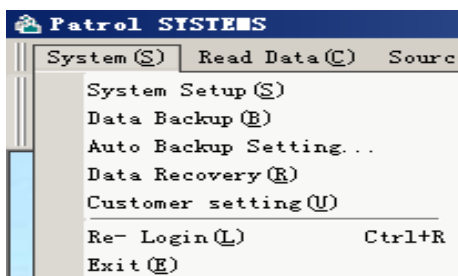 Patrol SYSTEMS
System(S) Read Data(C) Sourc
System Setup(S)
Data Backup(B)
Auto Backup Setting...
Data Recovery(R)
Customer setting(U)
Re- Login(L) Ctrl+R
Exit(E)